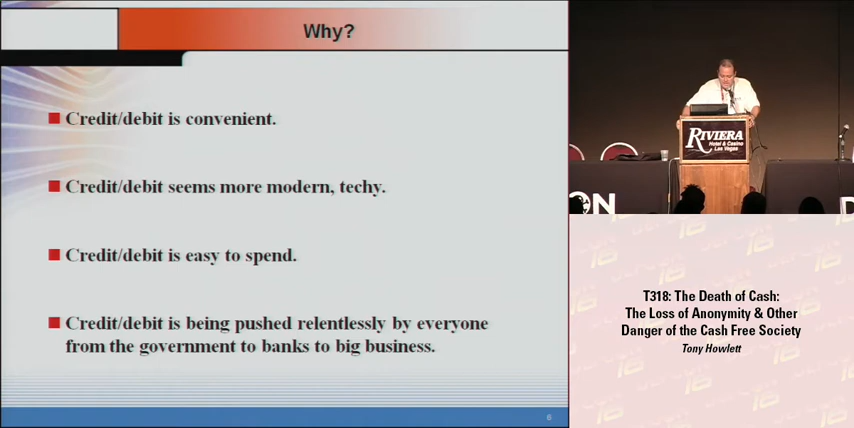 Why?
Credit/debit is convenient.
Credit/debit seems more modern, techy.
Credit/debit is easy to spend.
Credit/debit is being pushed relentlessly by everyone
from the government to banks to big business.
6
RIVIERA
Hotel & Casino
Las Vegas
ON
D
T318: The Death of Cash:
The Loss of Anonymity & Other
Danger of the Cash Free Society
Tony Howlett